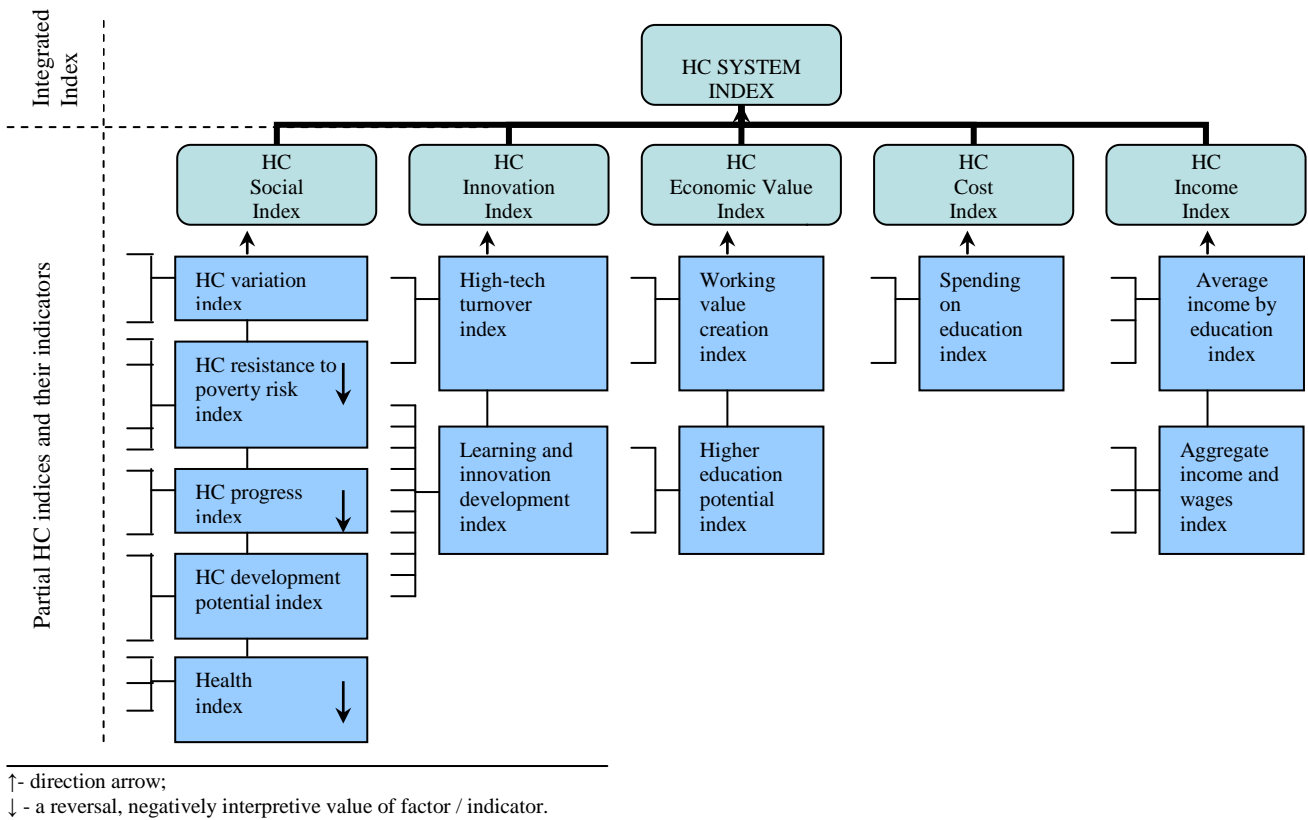 Integrated
Index
HC SYSTEM
INDEX
HC
Social
Index
HC
Innovation
Index
HC
Economic Value
Index
HC
Cost
Index
HC
Income
Index
Partial HC indices and their indicators
HC variation
index
HC resistance to
poverty risk
index
HC progress
index
HC development
potential index
Health
index
High-tech
turnover
index
Learning and
innovation
development
index
Working
value
creation
index
Higher
education
potential
index
Spending
on
education
index
Average
income by
education
index
Aggregate
income and
wages
index
↑- direction arrow;
↓ - a reversal, negatively interpretive value of factor / indicator.